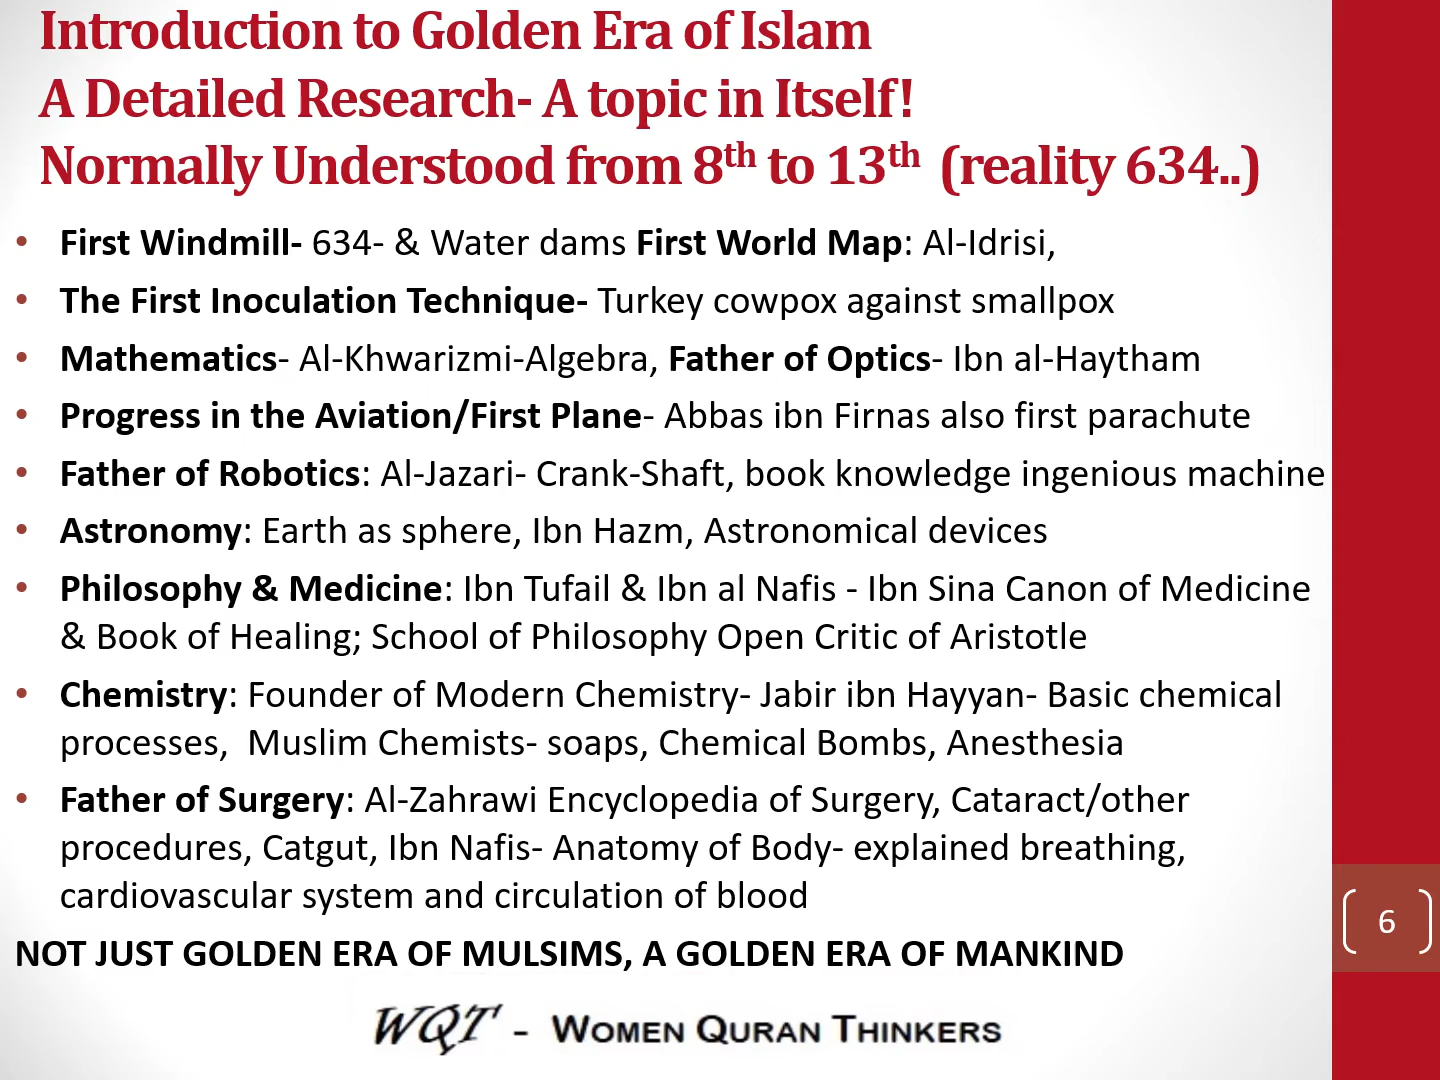 Introduction to Golden Era of Islam
A Detailed Research- A topic in Itself!
Normally Understood from 8th to 13th (reality 634..)
• First Windmill- 634- & Water dams First World Map: Al-Idrisi,
• The First Inoculation Technique- Turkey cowpox against smallpox
• Mathematics- Al-Khwarizmi-Algebra, Father of Optics- Ibn al-Haytham
• Progress in the Aviation/First Plane- Abbas ibn Firnas also first parachute
• Father of Robotics: Al-Jazari- Crank-Shaft, book knowledge ingenious machine
• Astronomy: Earth as sphere, Ibn Hazm, Astronomical devices
• Philosophy & Medicine: Ibn Tufail & Ibn al Nafis - Ibn Sina Canon of Medicine
& Book of Healing; School of Philosophy Open Critic of Aristotle
• Chemistry: Founder of Modern Chemistry- Jabir ibn Hayyan- Basic chemical
processes, Muslim Chemists- soaps, Chemical Bombs, Anesthesia
• Father of Surgery: Al-Zahrawi Encyclopedia of Surgery, Cataract/other
procedures, Catgut, Ibn Nafis- Anatomy of Body- explained breathing,
cardiovascular system and circulation of blood
NOT JUST GOLDEN ERA OF MULSIMS, A GOLDEN ERA OF MANKIND
6
WQT - WOMEN QURAN THINKERS